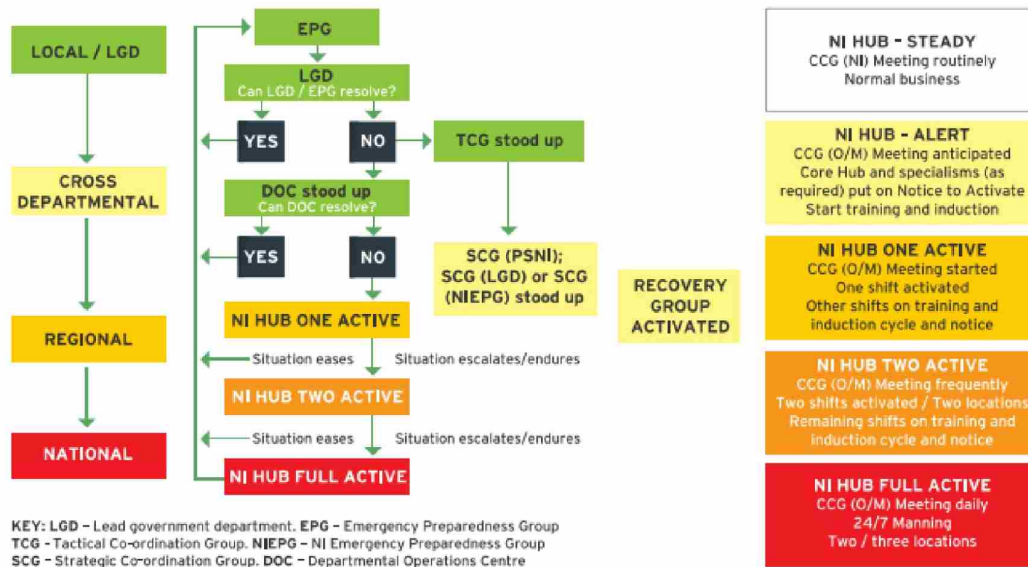 LOCAL / LGD
CROSS
DEPARTMENTAL
REGIONAL
NATIONAL
EPG
LGD
Can LGD / EPG resolve?
YES
NO
TCG stood up
DOC stood up
Can DOC resolve?
YES
NO
SCG (PSNI);
SCG (LGD) or SCG
(NIEPG) stood up
RECOVERY
GROUP
ACTIVATED
NI HUB ONE ACTIVE
Situation eases
Situation escalates/endures
NI HUB TWO ACTIVE
Situation eases
Situation escalates/endures
NI HUB FULL ACTIVE
NI HUB – STEADY
CCG (NI) Meeting routinely
Normal business
NI HUB – ALERT
CCG (O/M) Meeting anticipated
Core Hub and specialisms (as
required) put on Notice to Activate
Start training and induction
NI HUB ONE ACTIVE
CCG (O/M) Meeting started
One shift activated
Other shifts on training and
induction cycle and notice
NI HUB TWO ACTIVE
CCG (O/M) Meeting frequently
Two shifts activated / Two locations
Remaining shifts on training and
induction cycle and notice
NI HUB FULL ACTIVE
CCG (O/M) Meeting daily
24/7 Manning
Two / three locations
KEY: LGD – Lead government department. EPG – Emergency Preparedness Group
TCG - Tactical Co-ordination Group. NIEPG – NI Emergency Preparedness Group
SCG – Strategic Co-ordination Group. DOC – Departmental Operations Centre